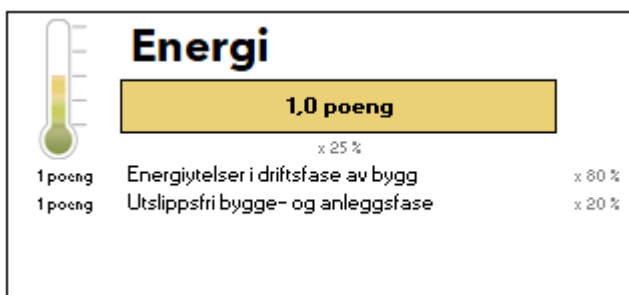 Energi
1,0 poeng
x 25 %
1 poeng Energiytelser i driftsfase av bygg x 80 %
1 poeng Utslippsfri bygge- og anleggsfase x 20 %